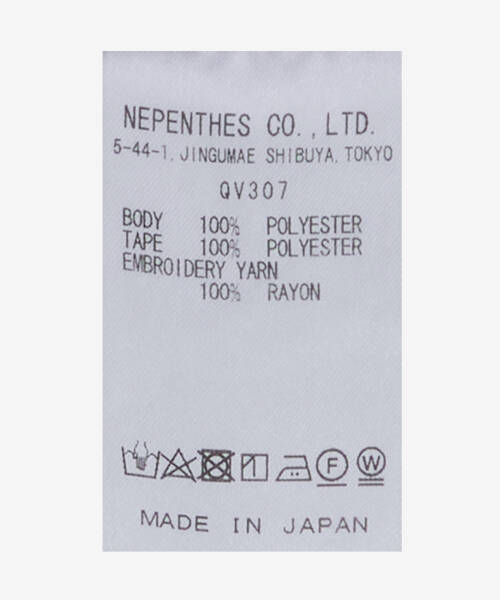 NEPENTHES CO.,LTD.
5-44-1, JINGUMAE SHIBUYA, TOKYO
QV307
BODY 100% POLYESTER
TAPE 100% POLYESTER
EMBROIDERY YARN
100% RAYON
F W
MADE IN JAPAN